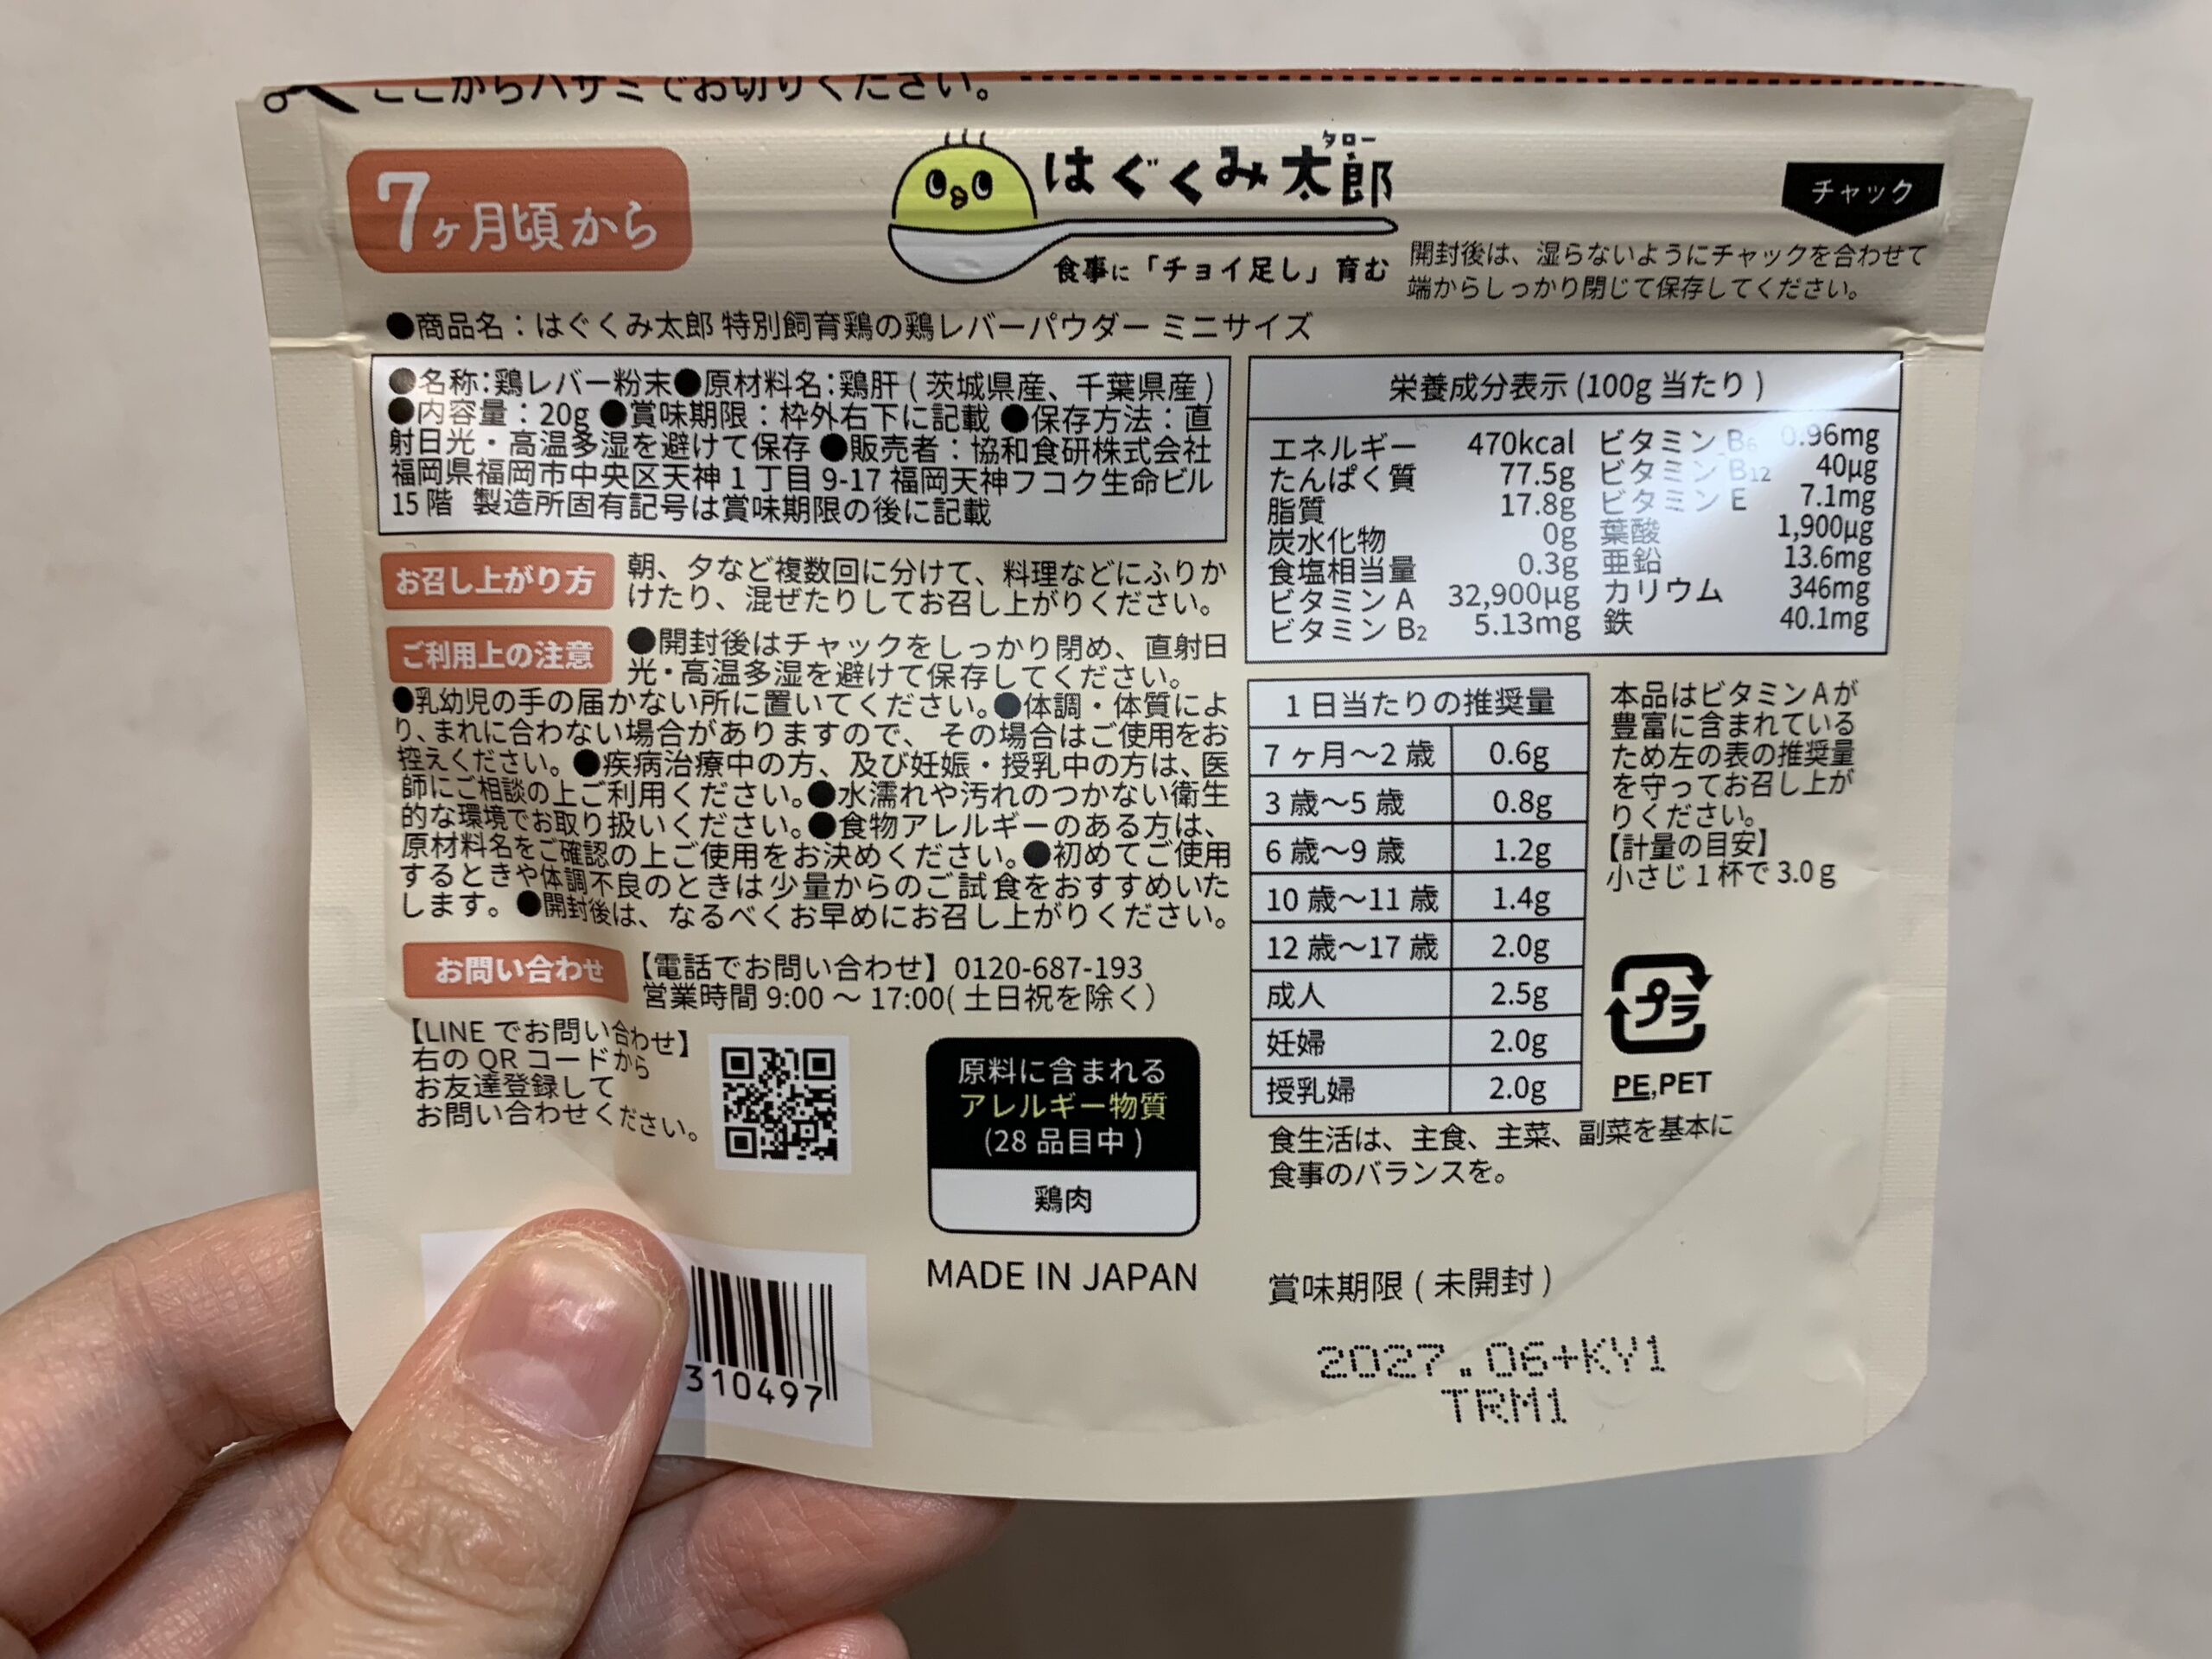 ここからハサミでお切りください。
7ヶ月頃から
タロー
はぐくみ太郎
食事に「チョイ足し」育む
チャック
開封後は、湿らないようにチャックを合わせて
端からしっかり閉じて保存してください。
●商品名：はぐくみ太郎 特別飼育鶏の鶏レバーパウダー ミニサイズ
●名称：鶏レバー粉末●原材料名：鶏肝 ( 茨城県産、千葉県産 )
●内容量：20g ●賞味期限：枠外右下に記載 ●保存方法：直
射日光・高温多湿を避けて保存 ●販売者：協和食研株式会社
福岡県福岡市中央区天神 1 丁目 9-17 福岡天神フコク生命ビル
15 階 製造所固有記号は賞味期限の後に記載
お召し上がり方
朝、夕など複数回に分けて、料理などにふりか
けたり、混ぜたりしてお召し上がりください。
ご利用上の注意
●開封後はチャックをしっかり閉め、直射日
光・高温多湿を避けて保存してください。
●乳幼児の手の届かない所に置いてください。●体調・体質によ
り、まれに合わない場合がありますので、その場合はご使用をお
控えください。●疾病治療中の方、及び妊娠・授乳中の方は、医
師にご相談の上ご利用ください。●水濡れや汚れのつかない衛生
的な環境でお取り扱いください。●食物アレルギーのある方は、
原材料名をご確認の上ご使用をお決めください。●初めてご使用
するときや体調不良のときは少量からのご試食をおすすめいた
します。●開封後は、なるべくお早めにお召し上がりください。
お問い合わせ
【電話でお問い合わせ】0120-687-193
営業時間 9:00 ～ 17:00( 土日祝を除く )
【LINE でお問い合わせ】
右の QR コードから
お友達登録して
お問い合わせください。
原料に含まれる
アレルギー物質
(28 品目中 )
鶏肉
MADE IN JAPAN
310497
栄養成分表示 (100g 当たり )
エネルギー 470kcal ビタミン B6 0.96mg
たんぱく質 77.5g ビタミン B12 40μg
脂質 17.8g ビタミン E 7.1mg
炭水化物 0g 葉酸 1,900μg
食塩相当量 0.3g 亜鉛 13.6mg
ビタミン A 32,900μg カリウム 346mg
ビタミン B2 5.13mg 鉄 40.1mg
1 日当たりの推奨量
7 ヶ月～2 歳 0.6g
3 歳～5 歳 0.8g
6 歳～9 歳 1.2g
10 歳～11 歳 1.4g
12 歳～17 歳 2.0g
成人 2.5g
妊婦 2.0g
授乳婦 2.0g
本品はビタミン A が
豊富に含まれている
ため左の表の推奨量
を守ってお召し上が
りください。
【計量の目安】
小さじ 1 杯で 3.0 g
プラ
PE,PET
食生活は、主食、主菜、副菜を基本に
食事のバランスを。
賞味期限 ( 未開封 )
2027.06+KY1
TRM1